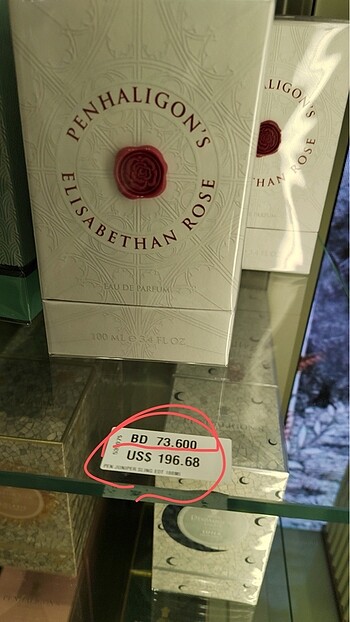 PENHALIGON'S
ELISABETHAN ROSE
EAU DE PARFUM
100 ML ℮ 3.4 FL OZ
BD 73.600
US$ 196.68
PEN JUNIPER SLING EDT 100ML